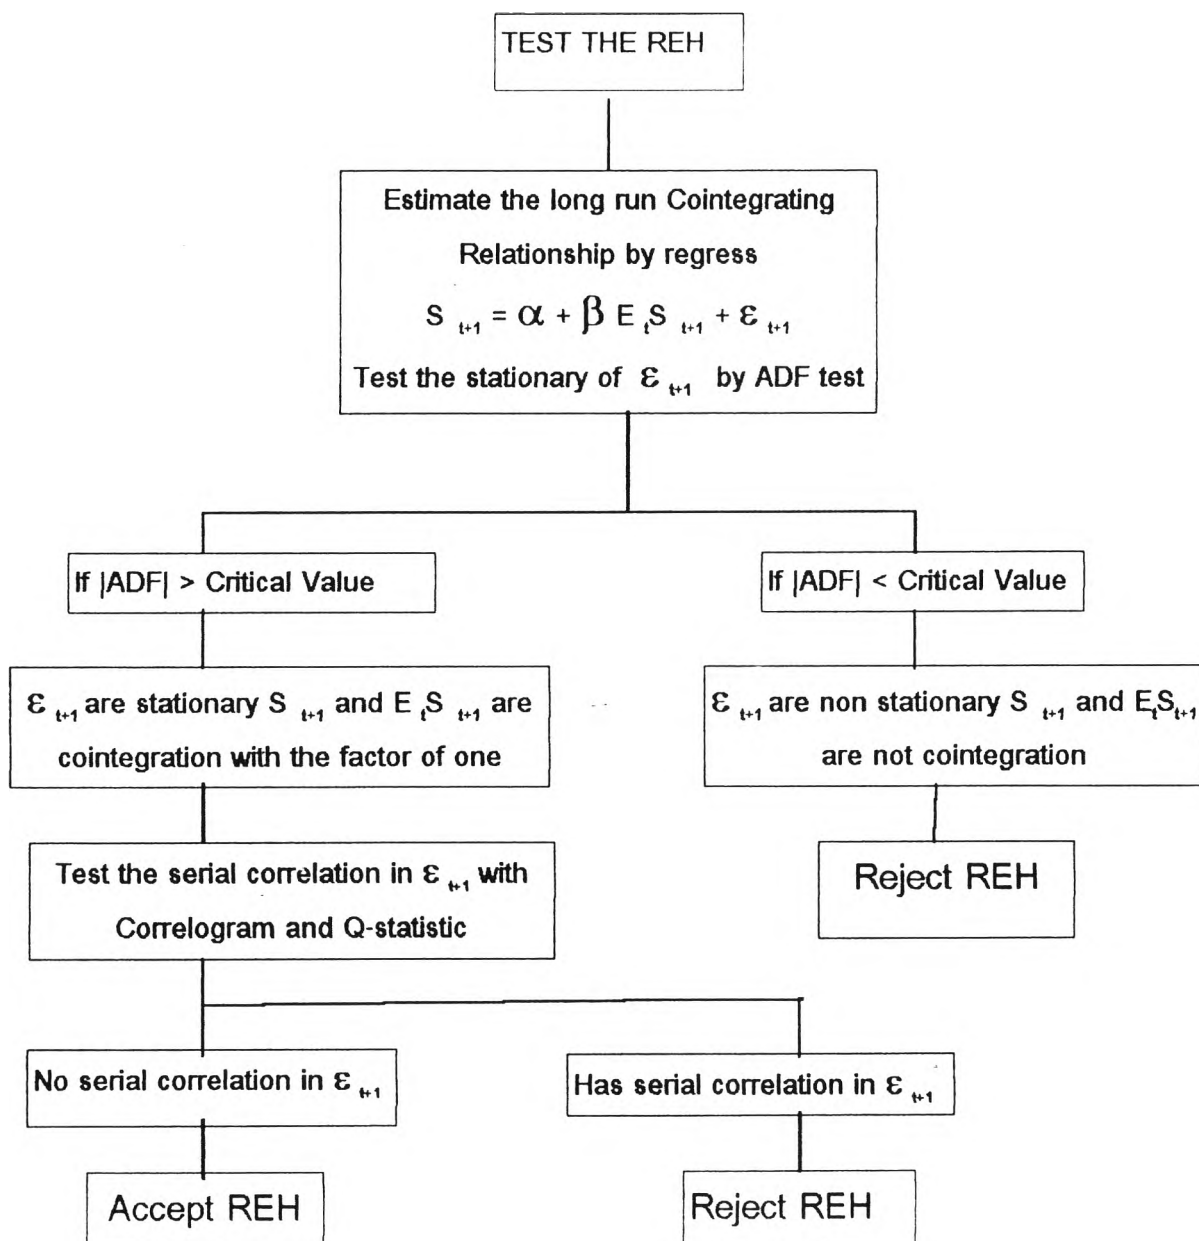 TEST THE REH
Estimate the long run Cointegrating
Relationship by regress
S t+1 = α + β E t S t+1 + ε t+1
Test the stationary of ε t+1 by ADF test
If |ADF| > Critical Value
If |ADF| < Critical Value
ε t+1 are stationary S t+1 and E t S t+1 are
cointegration with the factor of one
ε t+1 are non stationary S t+1 and E t S t+1
are not cointegration
Test the serial correlation in ε t+1 with
Correlogram and Q-statistic
Reject REH
No serial correlation in ε t+1
Has serial correlation in ε t+1
Accept REH
Reject REH